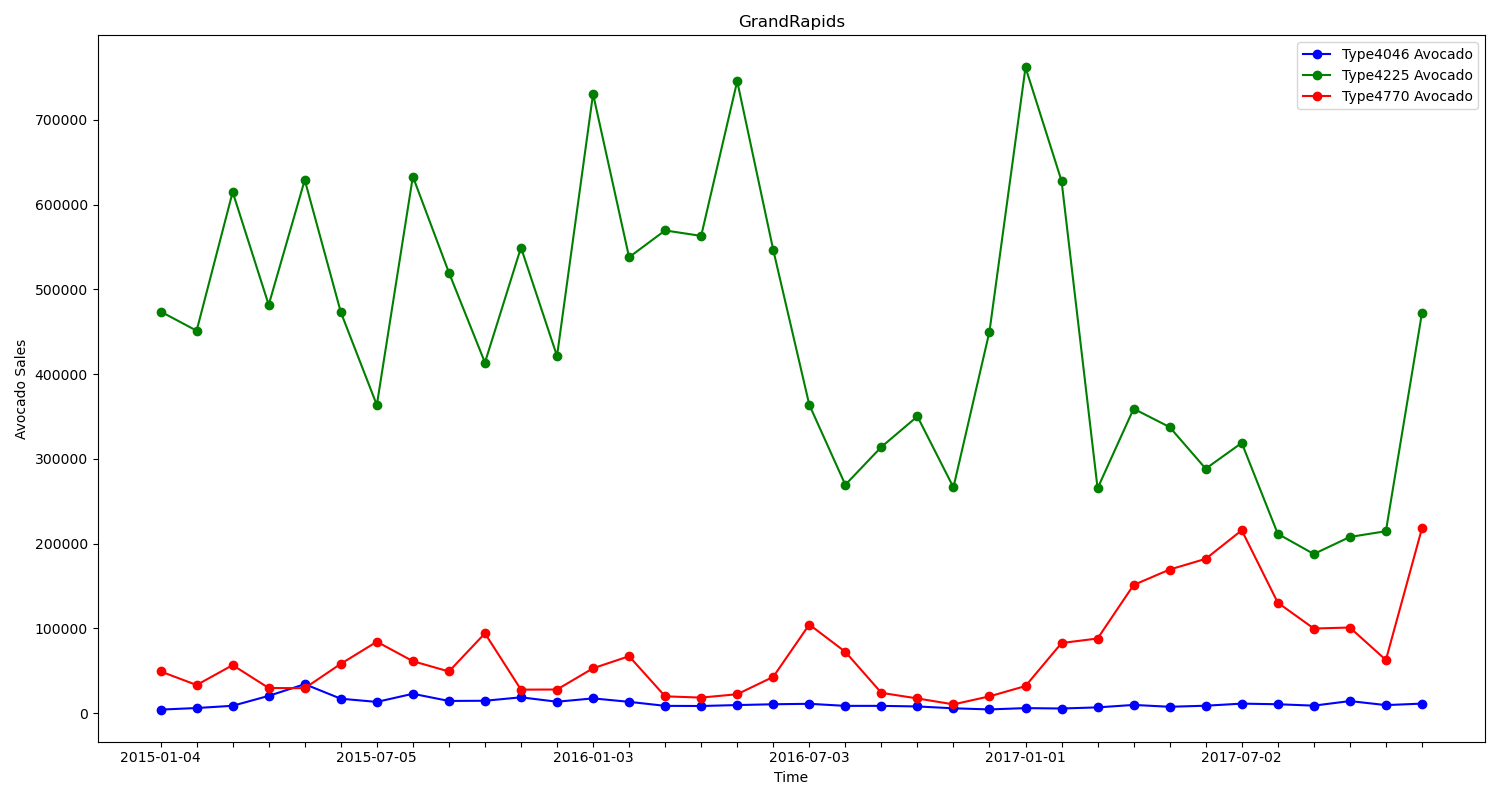 GrandRapids
Type4046 Avocado
Type4225 Avocado
Type4770 Avocado
700000
600000
500000
400000
300000
200000
100000
0
Avocado Sales
2015-01-04 2015-07-05 2016-01-03 2016-07-03 2017-01-01 2017-07-02
Time